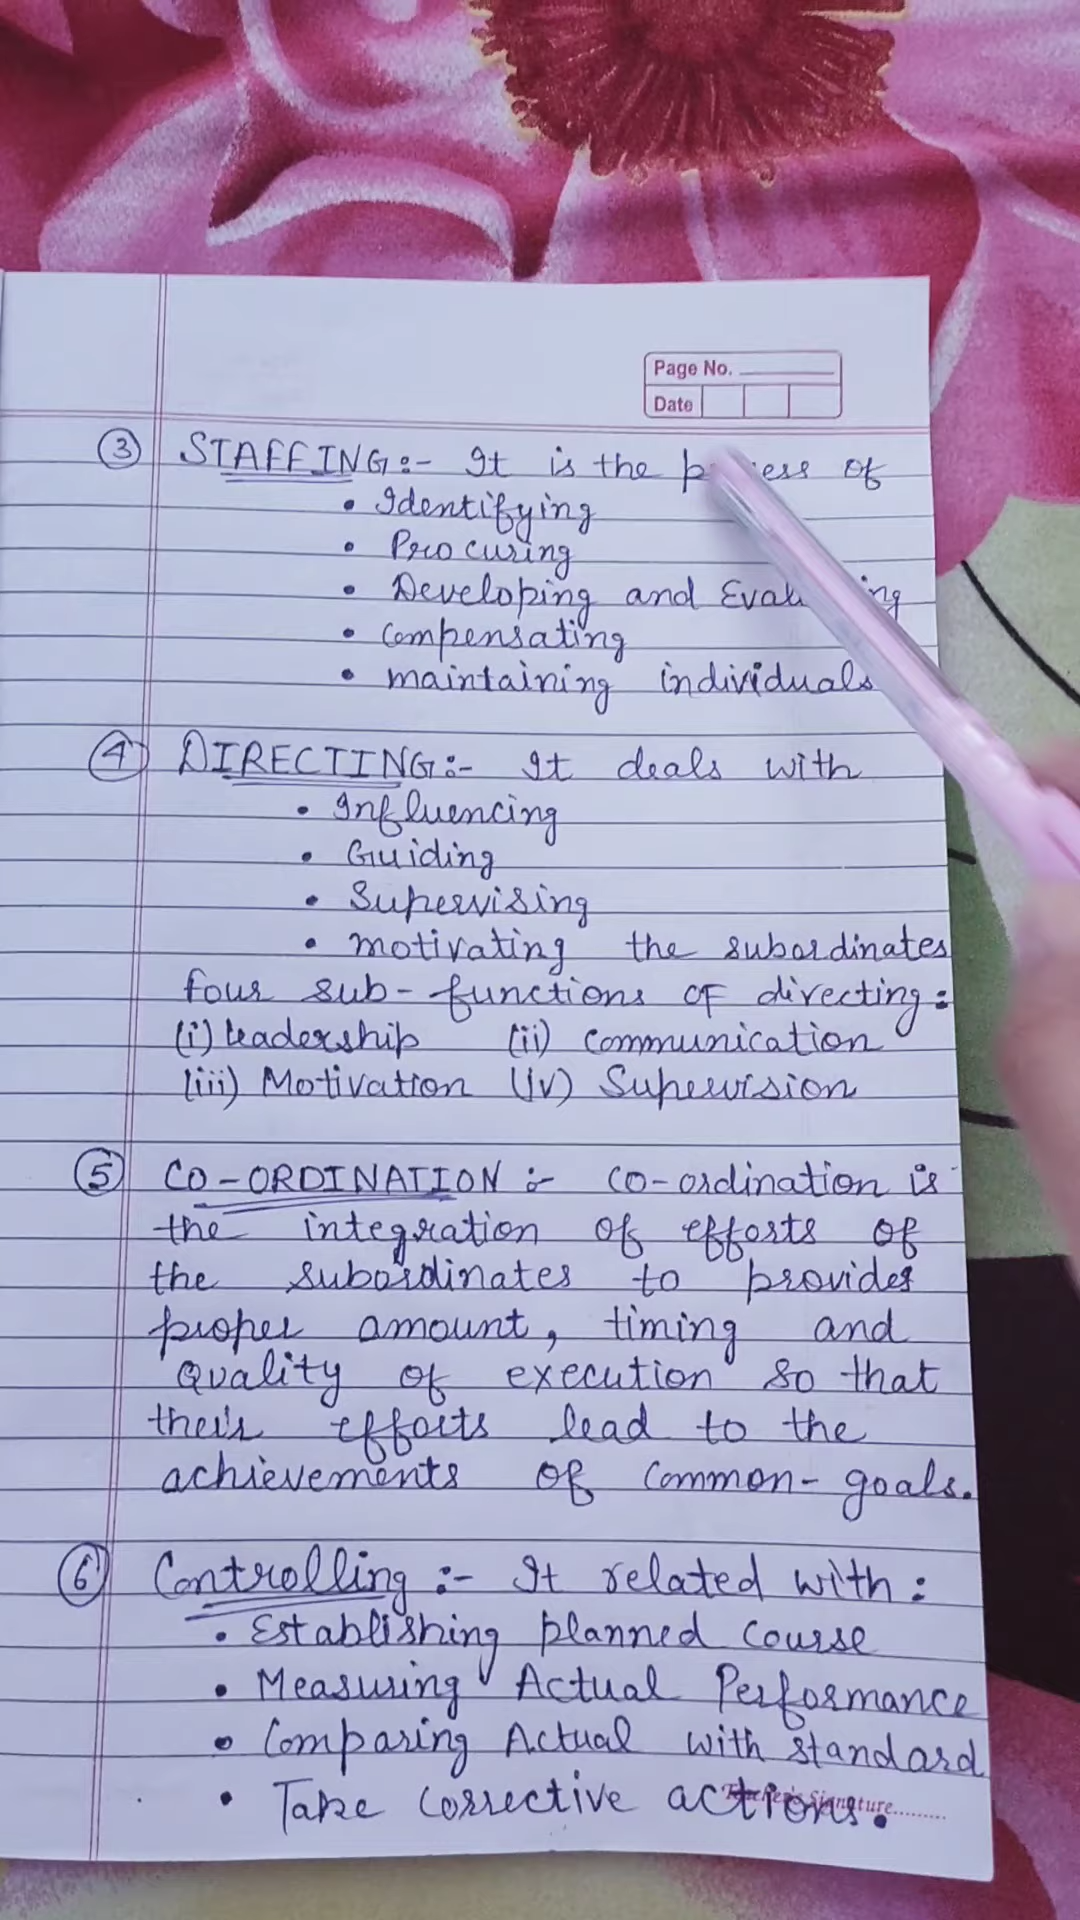 Page No.
Date
③ STAFFING:- It is the of
• Identifying
• Procuring
• Developing and
• Compensating
• maintaining individuals
④ DIRECTING:- It deals with
• Influencing
• Guiding
• Supervising
• motivating the subordinates
four sub-functions of directing:
(i) leadership (ii) Communication
(iii) Motivation (iv) Supervision
⑤ CO-ORDINATION :- Co-ordination is
the integration of efforts of
the subordinates to provides
proper amount, timing and
Quality of execution so that
their efforts lead to the
achievements of common-goals.
⑥ Controlling :- It related with:
• Establishing planned course
• Measuring Actual Performance
• Comparing Actual with standard
• Take corrective actions.
Teacher's Signature..........